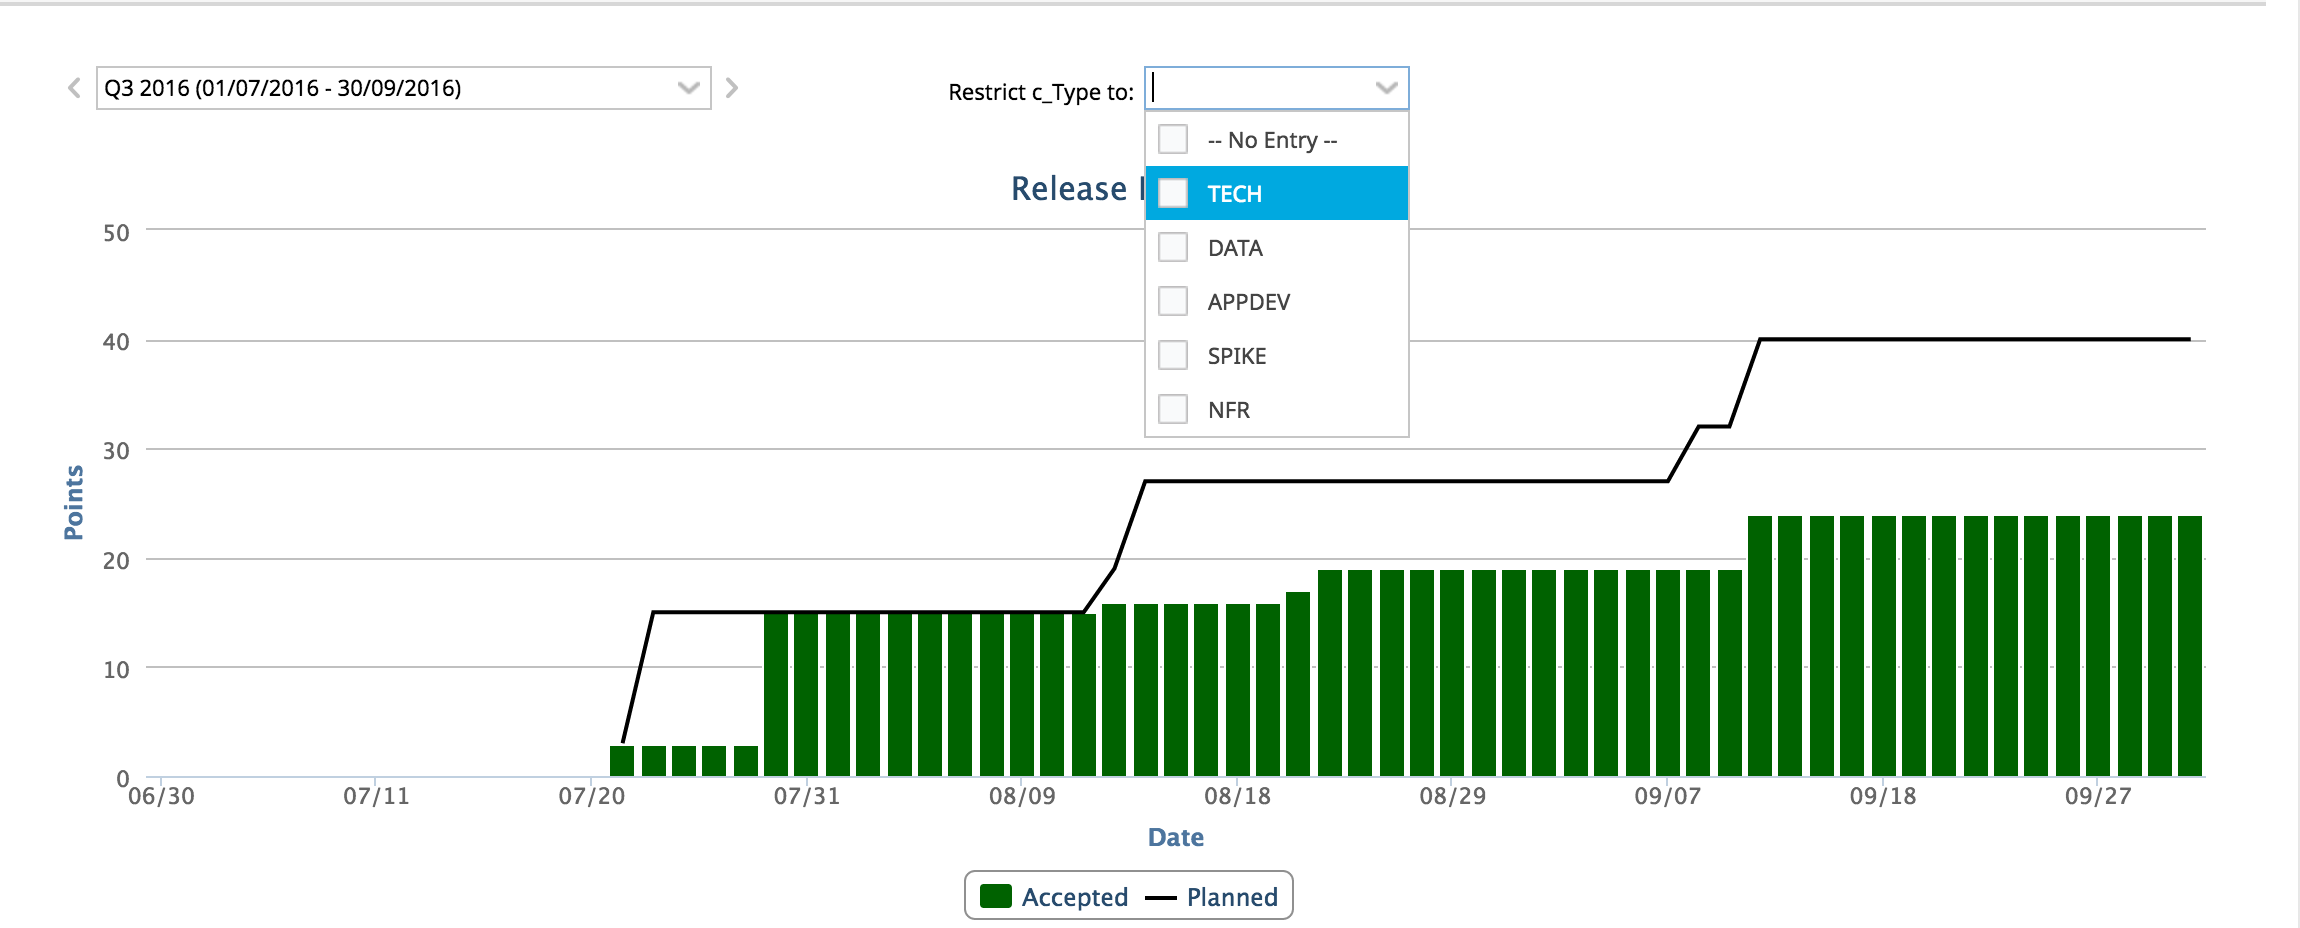 Q3 2016 (01/07/2016 - 30/09/2016)
Restrict c_Type to:
-- No Entry --
TECH
DATA
APPDEV
SPIKE
NFR
Release
50
40
30
20
10
0
Points
06/30 07/11 07/20 07/31 08/09 08/18 08/29 09/07 09/18 09/27
Date
Accepted Planned